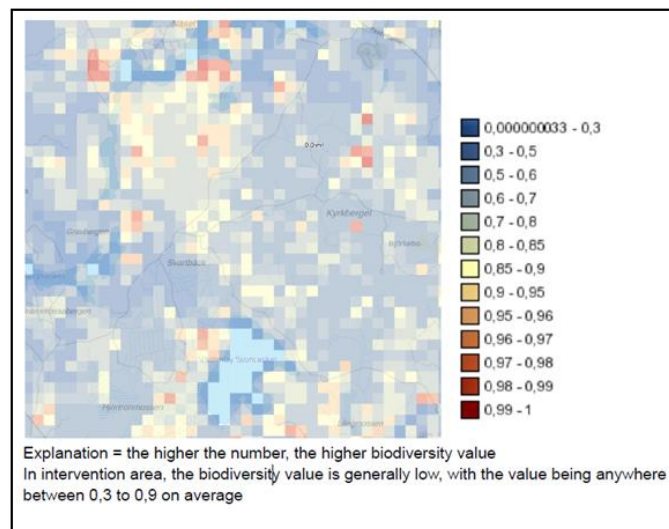 Kyrkberget
Skortbäus
0,000000033 - 0,3
0,3 - 0,5
0,5 - 0,6
0,6 - 0,7
0,7 - 0,8
0,8 - 0,85
0,85 - 0,9
0,9 - 0,95
0,95 - 0,96
0,96 - 0,97
0,97 - 0,98
0,98 - 0,99
0,99 - 1
Explanation = the higher the number, the higher biodiversity value
In intervention area, the biodiversity value is generally low, with the value being anywhere
between 0,3 to 0,9 on average